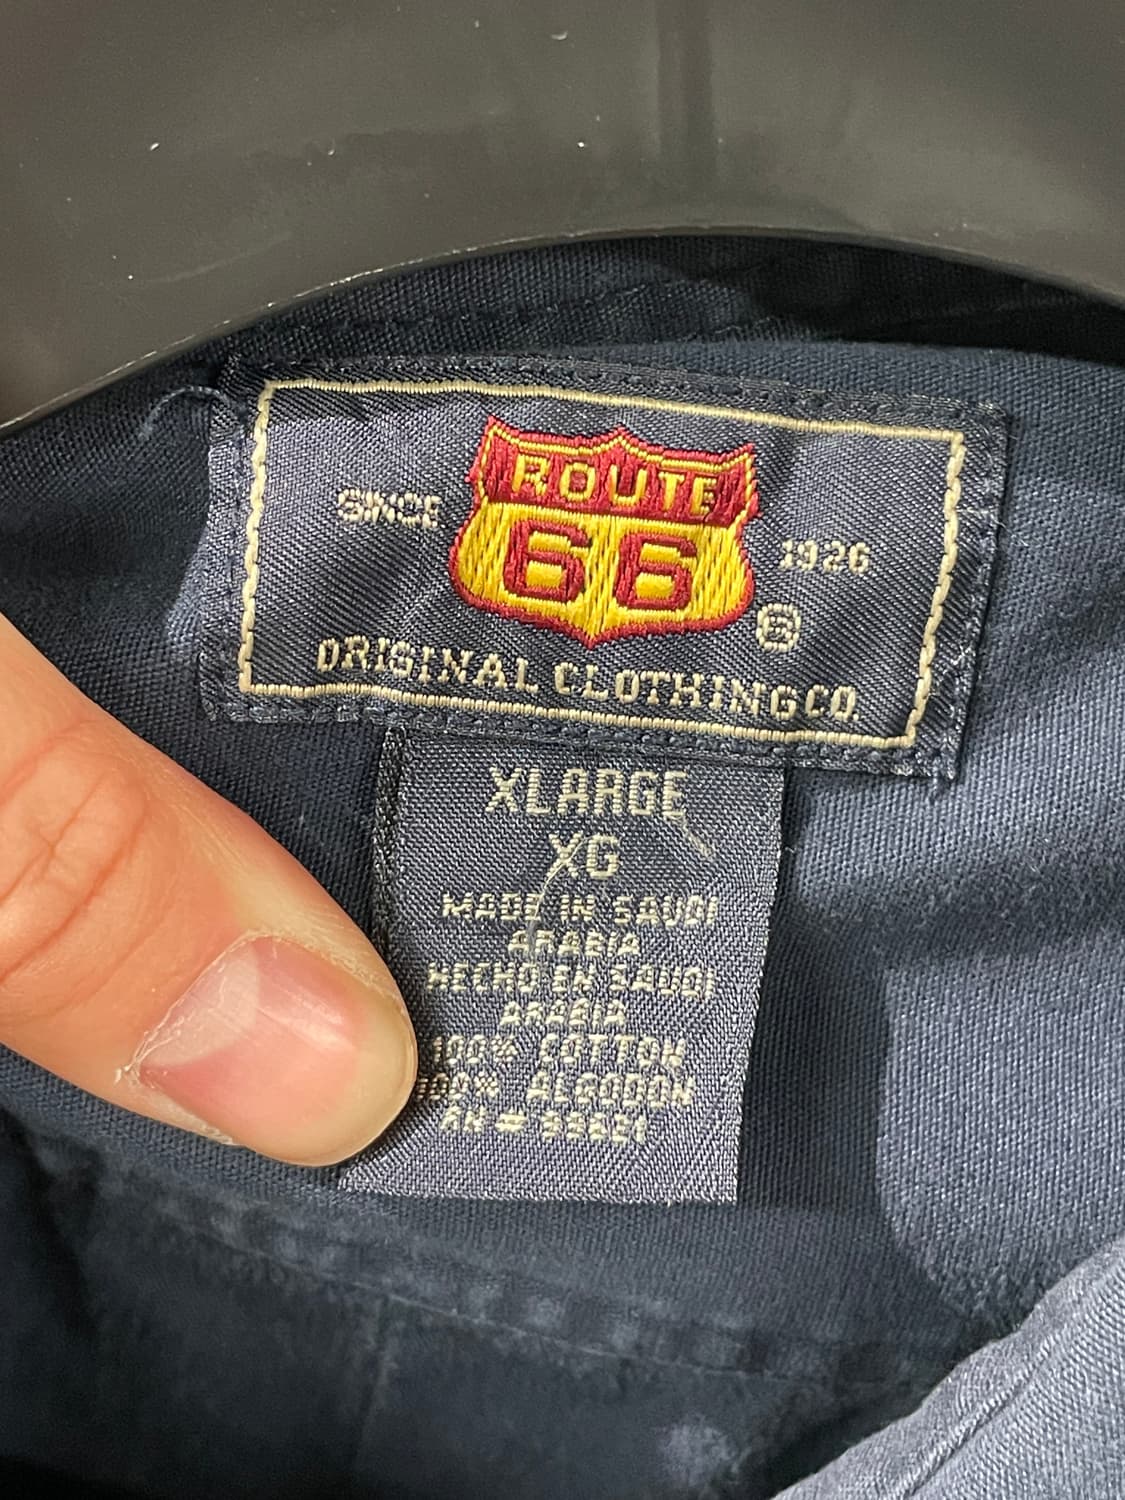 ROUTE
66
SINCE 1926
®
ORIGINAL CLOTHING CO.
XLARGE
XG
MADE IN SAUDI
ARABIA
HECHO EN SAUDI
ARABIA
100% COTTON
100% ALGODON